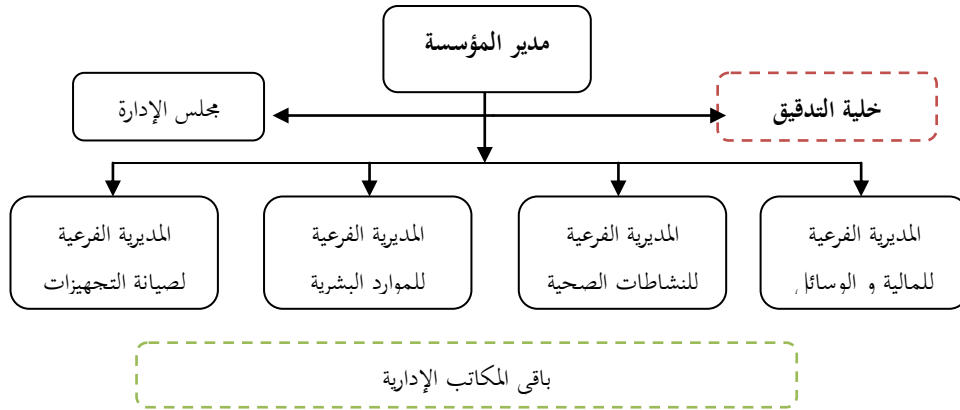 مدير المؤسسة
خلية التدقيق
مجلس الإدارة
المديرية الفرعية
للمالية و الوسائل
المديرية الفرعية
للنشاطات الصحية
المديرية الفرعية
للموارد البشرية
المديرية الفرعية
لصيانة التجهيزات
باقي المكاتب الإدارية